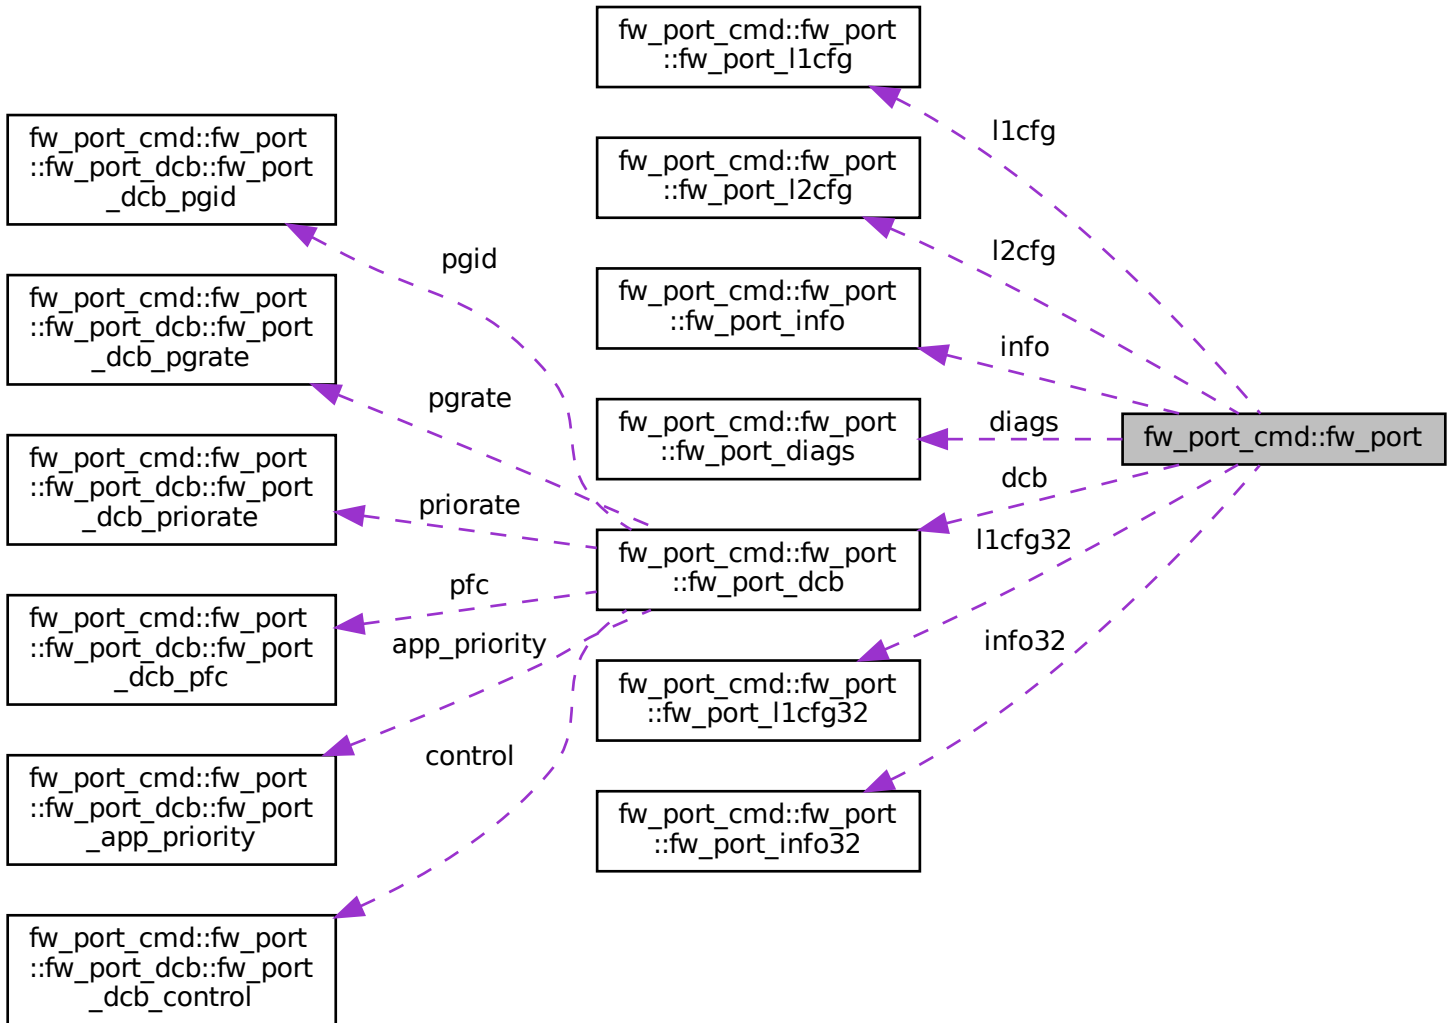 fw_port_cmd::fw_port
::fw_port_l1cfg
fw_port_cmd::fw_port
::fw_port_dcb::fw_port
_dcb_pgid
l1cfg
fw_port_cmd::fw_port
::fw_port_l2cfg
l2cfg
pgid
fw_port_cmd::fw_port
::fw_port_info
fw_port_cmd::fw_port
::fw_port_dcb::fw_port
_dcb_pgrate
info
pgrate
fw_port_cmd::fw_port
::fw_port_diags
diags
fw_port_cmd::fw_port
fw_port_cmd::fw_port
::fw_port_dcb::fw_port
_dcb_priorate
dcb
priorate
l1cfg32
fw_port_cmd::fw_port
::fw_port_dcb
pfc
fw_port_cmd::fw_port
::fw_port_dcb::fw_port
_dcb_pfc
app_priority
info32
fw_port_cmd::fw_port
::fw_port_l1cfg32
control
fw_port_cmd::fw_port
::fw_port_dcb::fw_port
_app_priority
fw_port_cmd::fw_port
::fw_port_info32
fw_port_cmd::fw_port
::fw_port_dcb::fw_port
_dcb_control